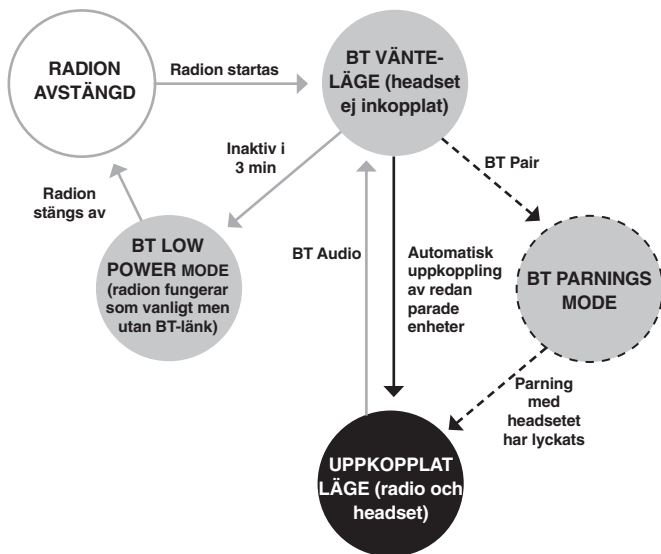 RADION
AVSTÄNGD
Radion startas
BT VÄNTE-
LÄGE (headset
ej inkopplat)
Inaktiv i
3 min
BT Pair
Radion
stängs av
BT LOW
POWER MODE
(radion fungerar
som vanligt men
utan BT-länk)
BT Audio
Automatisk
uppkoppling
av redan
parade
enheter
BT PARNINGS
MODE
Parning
med
headsetet
har lyckats
UPPKOPPLAT
LÄGE (radio och
headset)